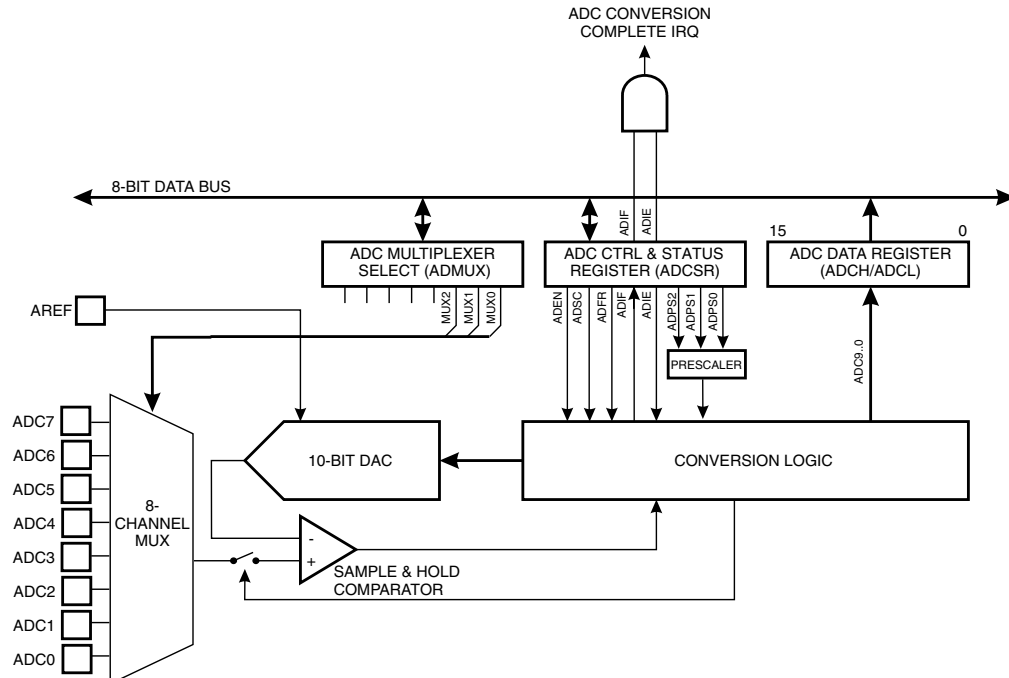 ADC CONVERSION
COMPLETE IRQ
8-BIT DATA BUS
ADIF
ADIE
15
0
ADC MULTIPLEXER
SELECT (ADMUX)
ADC CTRL & STATUS
REGISTER (ADCSR)
ADC DATA REGISTER
(ADCH/ADCL)
MUX2
MUX1
MUX0
ADEN
ADSC
ADFR
ADIF
ADIE
ADPS2
ADPS1
ADPS0
AREF
PRESCALER
ADC9..0
ADC7
ADC6
ADC5
ADC4
ADC3
ADC2
ADC1
ADC0
8-
CHANNEL
MUX
10-BIT DAC
CONVERSION LOGIC
-
+
SAMPLE & HOLD
COMPARATOR